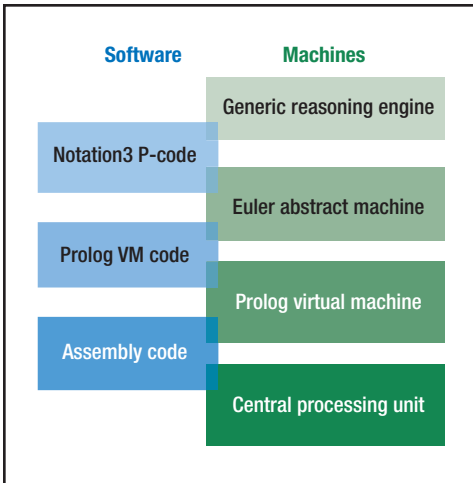 Software
Machines
Generic reasoning engine
Notation3 P-code
Euler abstract machine
Prolog VM code
Prolog virtual machine
Assembly code
Central processing unit